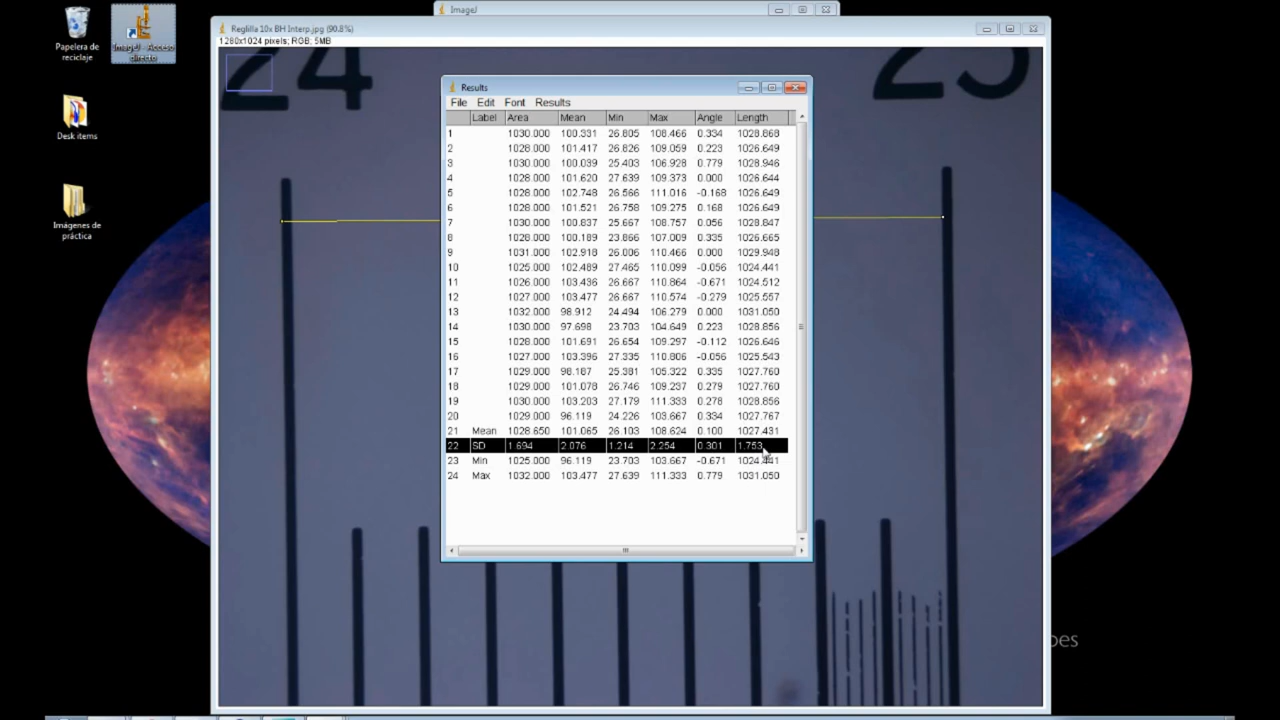 ImageJ
Papelera de reciclaje
ImageJ - Acceso directo
Desk items
Imágenes de práctica
Reglilla 10x BH Interp.jpg (90.8%)
1280x1024 pixels; RGB; 5MB
24
25
Results
File Edit Font Results
Label Area Mean Min Max Angle Length
1 1030.000 100.331 26.805 108.466 0.334 1028.868
2 1028.000 101.417 26.826 109.059 0.223 1026.649
3 1030.000 100.039 25.403 106.928 0.779 1028.946
4 1028.000 101.620 27.639 109.373 0.000 1026.644
5 1028.000 102.748 26.566 111.016 -0.168 1026.649
6 1028.000 101.521 26.758 109.275 0.168 1026.649
7 1030.000 100.837 25.667 108.757 0.056 1028.847
8 1028.000 100.189 23.866 107.009 0.335 1026.665
9 1031.000 102.918 26.006 110.466 0.000 1029.948
10 1025.000 102.489 27.465 110.099 -0.056 1024.441
11 1026.000 103.436 26.667 110.864 -0.671 1024.512
12 1027.000 103.477 26.667 110.574 -0.279 1025.557
13 1032.000 98.912 24.494 106.279 0.000 1031.050
14 1030.000 97.698 23.703 104.649 0.223 1028.856
15 1028.000 101.691 26.654 109.297 -0.112 1026.646
16 1027.000 103.396 27.335 110.806 -0.056 1025.543
17 1029.000 98.187 25.381 105.322 0.335 1027.760
18 1029.000 101.078 26.746 109.237 0.279 1027.760
19 1030.000 103.203 27.179 111.333 0.278 1028.856
20 1029.000 96.119 24.226 103.667 0.334 1027.767
21 Mean 1028.650 101.065 26.103 108.624 0.100 1027.431
22 SD 1.694 2.076 1.214 2.254 0.301 1.753
23 Min 1025.000 96.119 23.703 103.667 -0.671 1024.441
24 Max 1032.000 103.477 27.639 111.333 0.779 1031.050